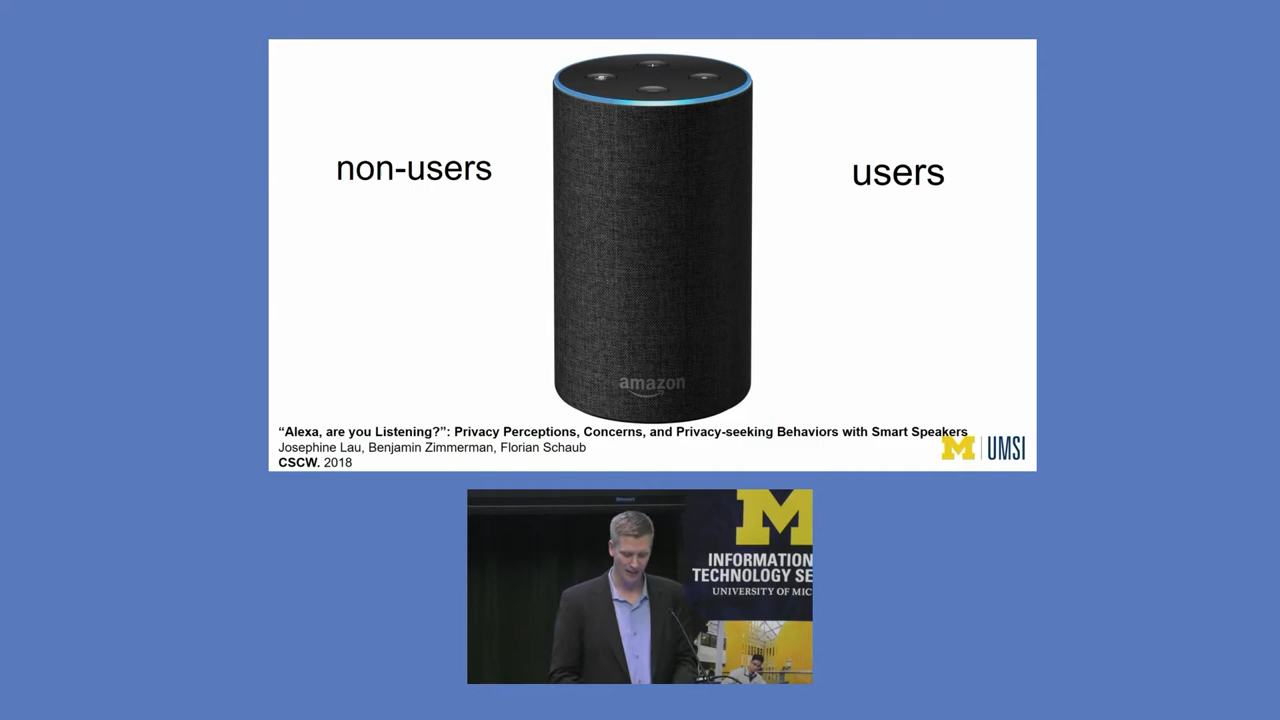 non-users
users
amazon
“Alexa, are you Listening?”: Privacy Perceptions, Concerns, and Privacy-seeking Behaviors with Smart Speakers
Josephine Lau, Benjamin Zimmerman, Florian Schaub
CSCW. 2018
M | UMSI
M
INFORMATION
TECHNOLOGY SE
UNIVERSITY OF MIC